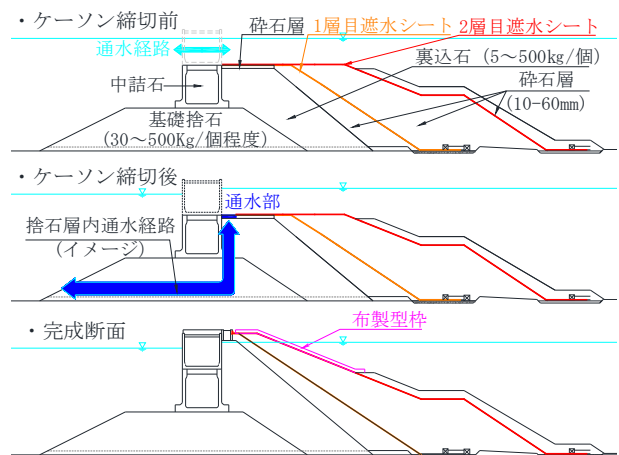 ・ケーソン締切前
砕石層
1層目遮水シート
2層目遮水シート
通水経路
裏込石 (5～500kg/個)
中詰石
砕石層
(10-60mm)
基礎捨石
(30～500Kg/個程度)
・ケーソン締切後
通水部
捨石層内通水経路
(イメージ)
・完成断面
布製型枠